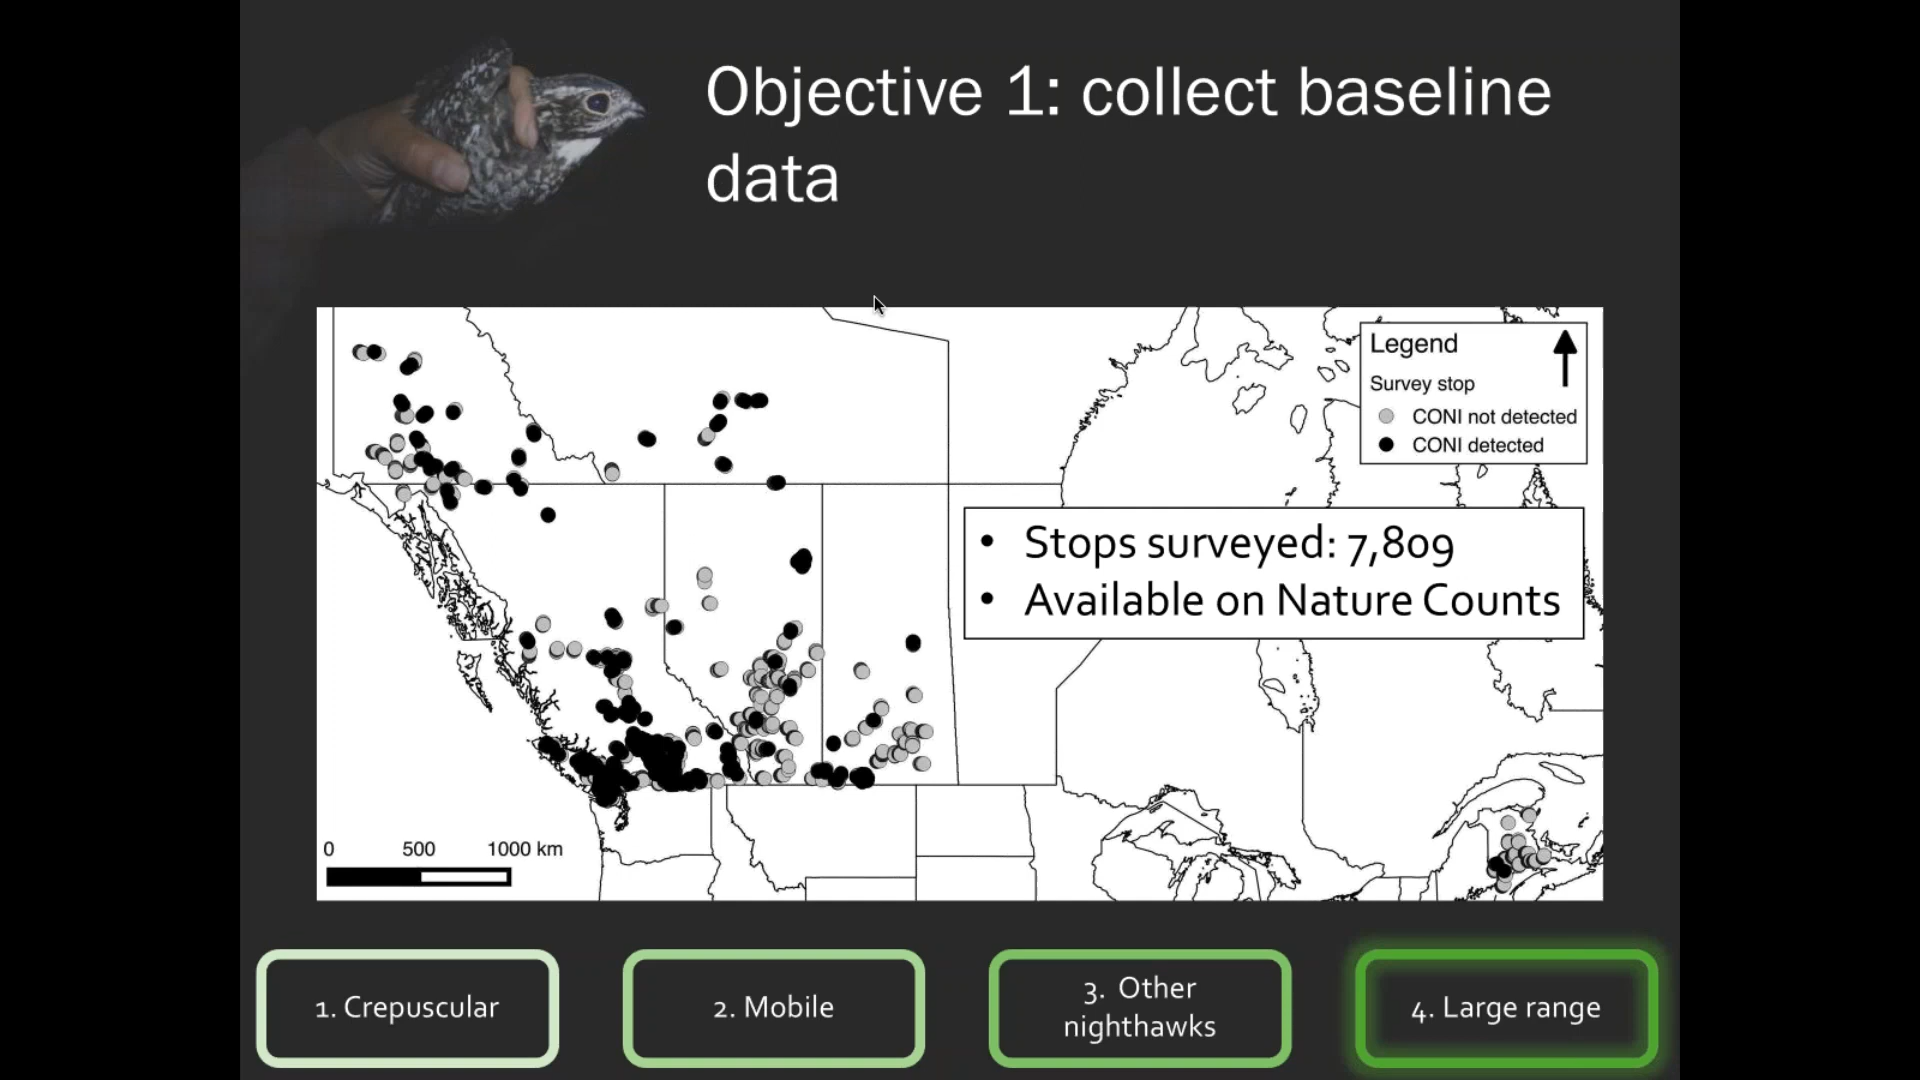 Objective 1: collect baseline
data
Legend
Survey stop
CONI not detected
CONI detected
• Stops surveyed: 7,809
• Available on Nature Counts
0 500 1000 km
1. Crepuscular
2. Mobile
3. Other
nighthawks
4. Large range